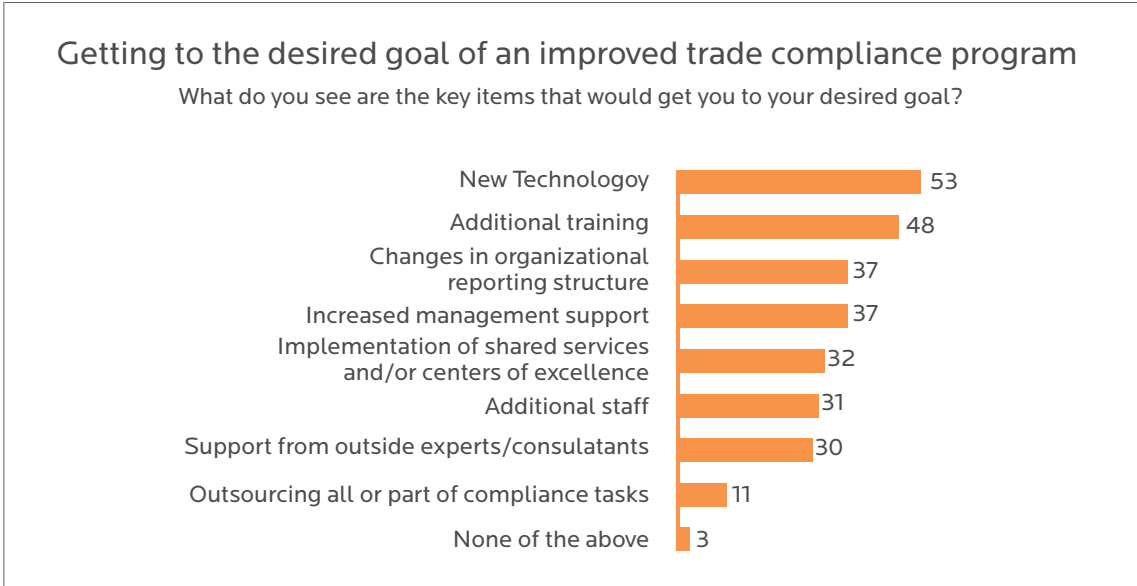 Getting to the desired goal of an improved trade compliance program
What do you see are the key items that would get you to your desired goal?
New Technologoy 53
Additional training 48
Changes in organizational
reporting structure 37
Increased management support 37
Implementation of shared services
and/or centers of excellence 32
Additional staff 31
Support from outside experts/consulatants 30
Outsourcing all or part of compliance tasks 11
None of the above 3